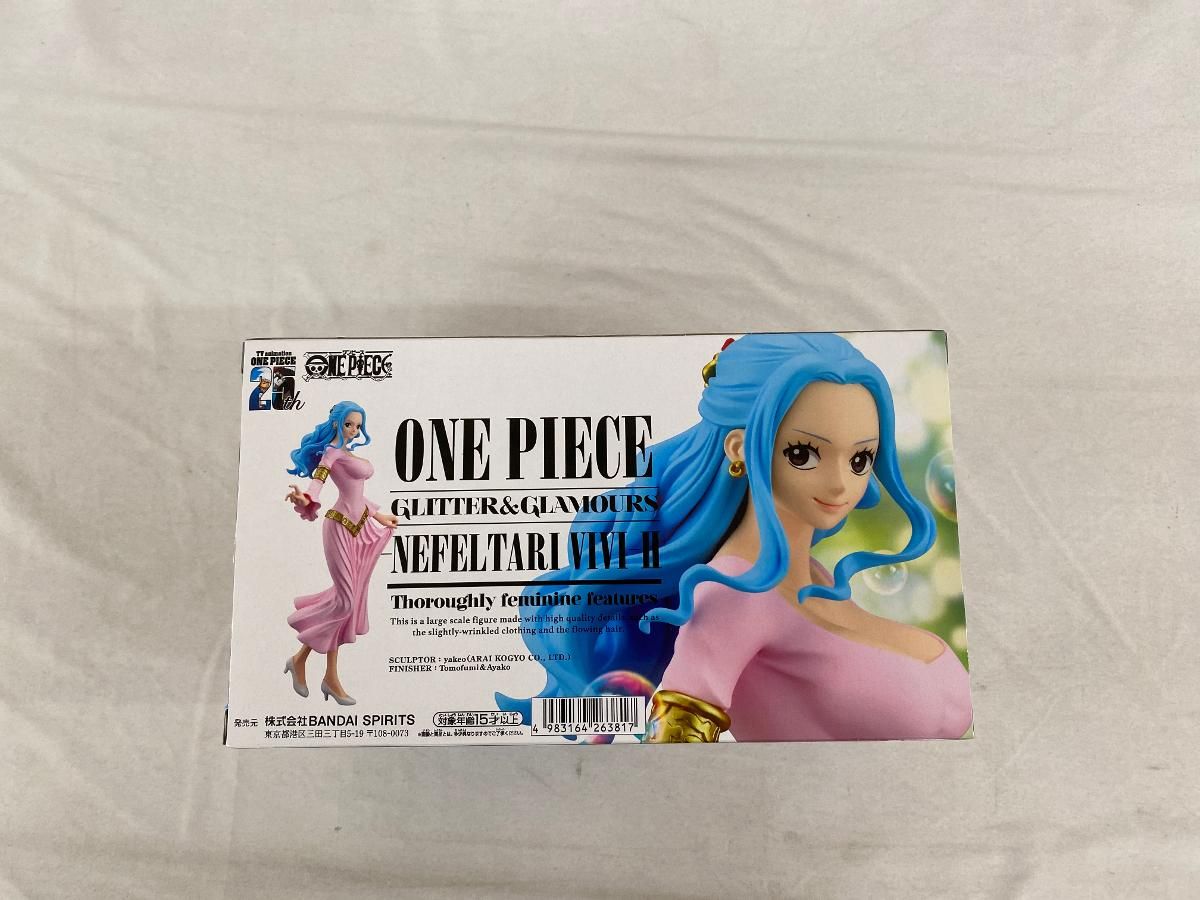 TV animation
ONE PIECE
25th
ONE PIECE
ONE PIECE
GLITTER&GLAMOURS
NEFELTARI VIVI II
Thoroughly feminine features
This is a large scale figure made with high quality details, such as
the slightly-wrinkled clothing and the flowing hair.
SCULPTOR : yakeo(ARAI KOGYO CO., LTD.)
FINISHER : Tomofumi&Ayako
発売元 株式会社BANDAI SPIRITS
東京都港区三田三丁目5-19 〒108-0073
対象年齢15才以上
4 983164 263817